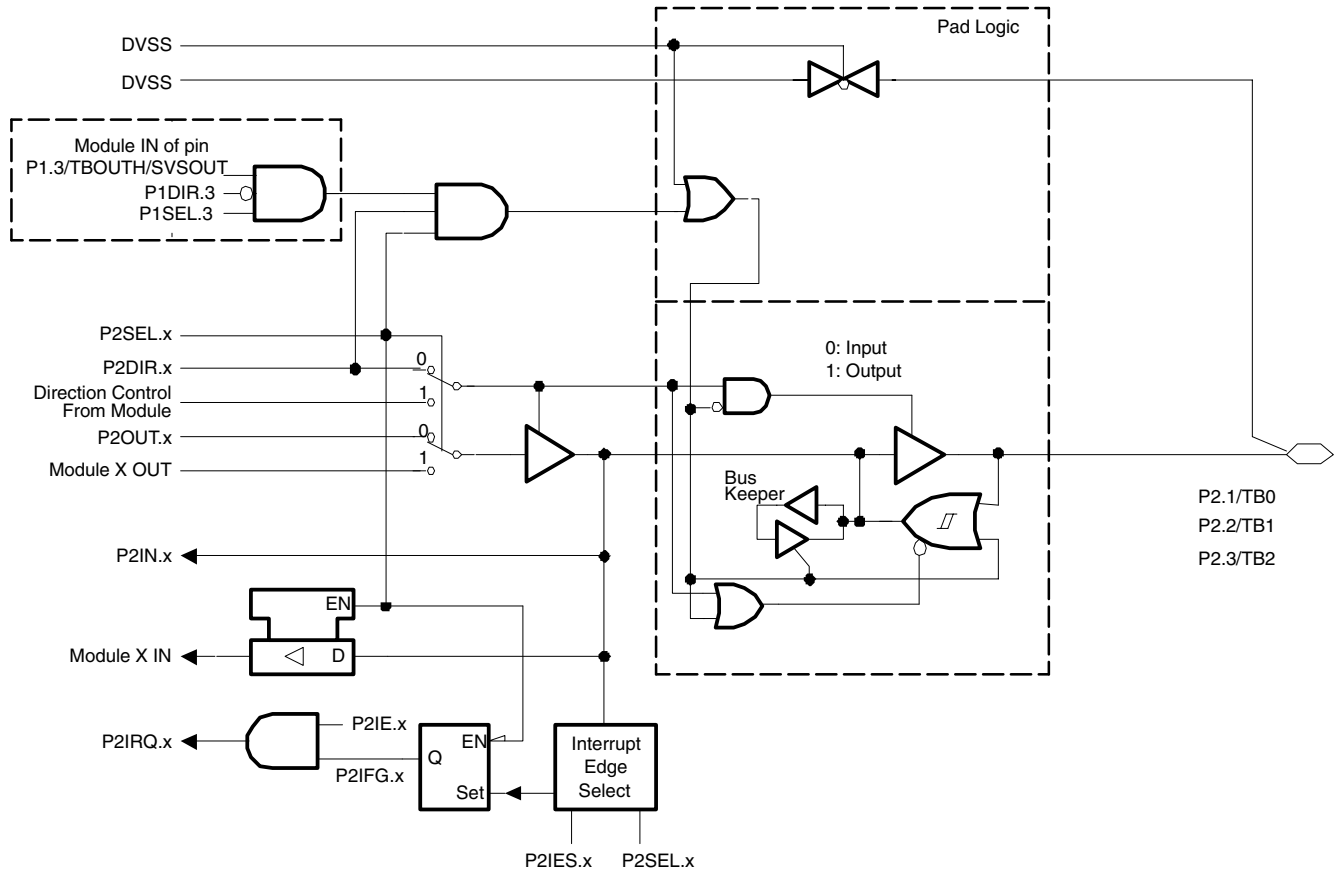 Pad Logic
DVSS
DVSS
Module IN of pin
P1.3/TBOUTH/SVSOUT
P1DIR.3
P1SEL.3
P2SEL.x
P2DIR.x
0
Direction Control
From Module
1
P2OUT.x
0
Module X OUT
1
0: Input
1: Output
Bus
Keeper
P2.1/TB0
P2.2/TB1
P2.3/TB2
P2IN.x
EN
Module X IN
D
P2IRQ.x
P2IE.x
P2IFG.x
EN
Q
Set
Interrupt
Edge
Select
P2IES.x
P2SEL.x